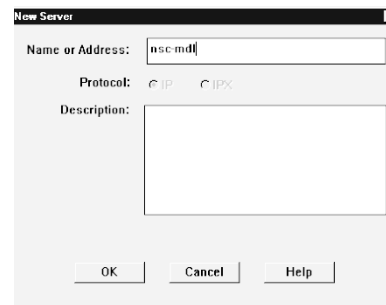 New Server
Name or Address: nsc-mdl
Protocol: IP IPX
Description:
OK Cancel Help